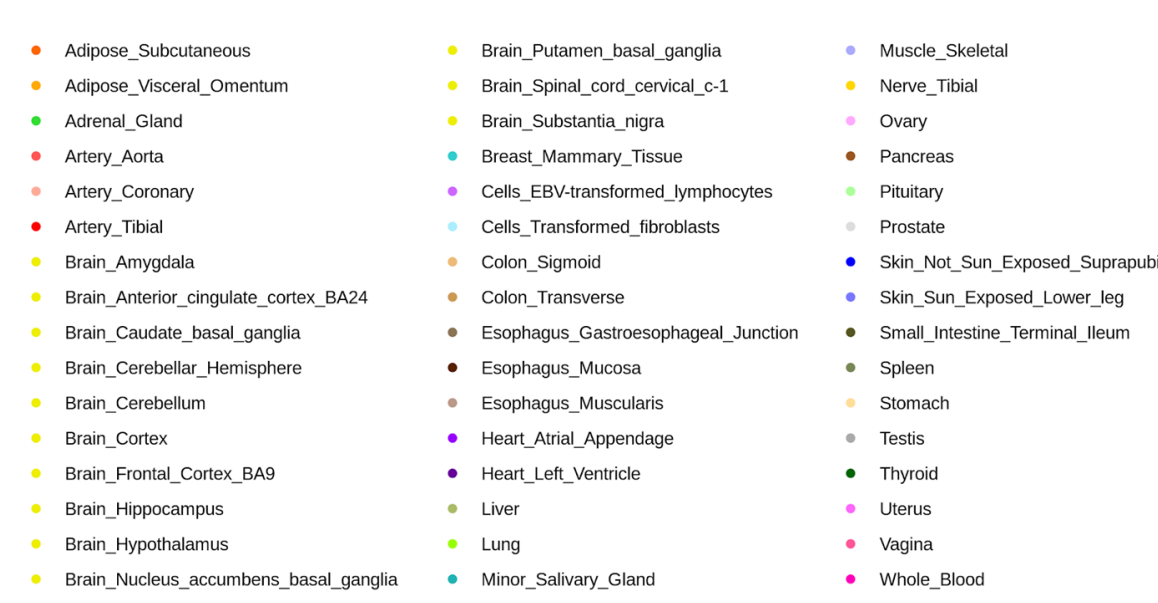 Adipose_Subcutaneous
Adipose_Visceral_Omentum
Adrenal_Gland
Artery_Aorta
Artery_Coronary
Artery_Tibial
Brain_Amygdala
Brain_Anterior_cingulate_cortex_BA24
Brain_Caudate_basal_ganglia
Brain_Cerebellar_Hemisphere
Brain_Cerebellum
Brain_Cortex
Brain_Frontal_Cortex_BA9
Brain_Hippocampus
Brain_Hypothalamus
Brain_Nucleus_accumbens_basal_ganglia
Brain_Putamen_basal_ganglia
Brain_Spinal_cord_cervical_c-1
Brain_Substantia_nigra
Breast_Mammary_Tissue
Cells_EBV-transformed_lymphocytes
Cells_Transformed_fibroblasts
Colon_Sigmoid
Colon_Transverse
Esophagus_Gastroesophageal_Junction
Esophagus_Mucosa
Esophagus_Muscularis
Heart_Atrial_Appendage
Heart_Left_Ventricle
Liver
Lung
Minor_Salivary_Gland
Muscle_Skeletal
Nerve_Tibial
Ovary
Pancreas
Pituitary
Prostate
Skin_Not_Sun_Exposed_Suprapubi
Skin_Sun_Exposed_Lower_leg
Small_Intestine_Terminal_Ileum
Spleen
Stomach
Testis
Thyroid
Uterus
Vagina
Whole_Blood